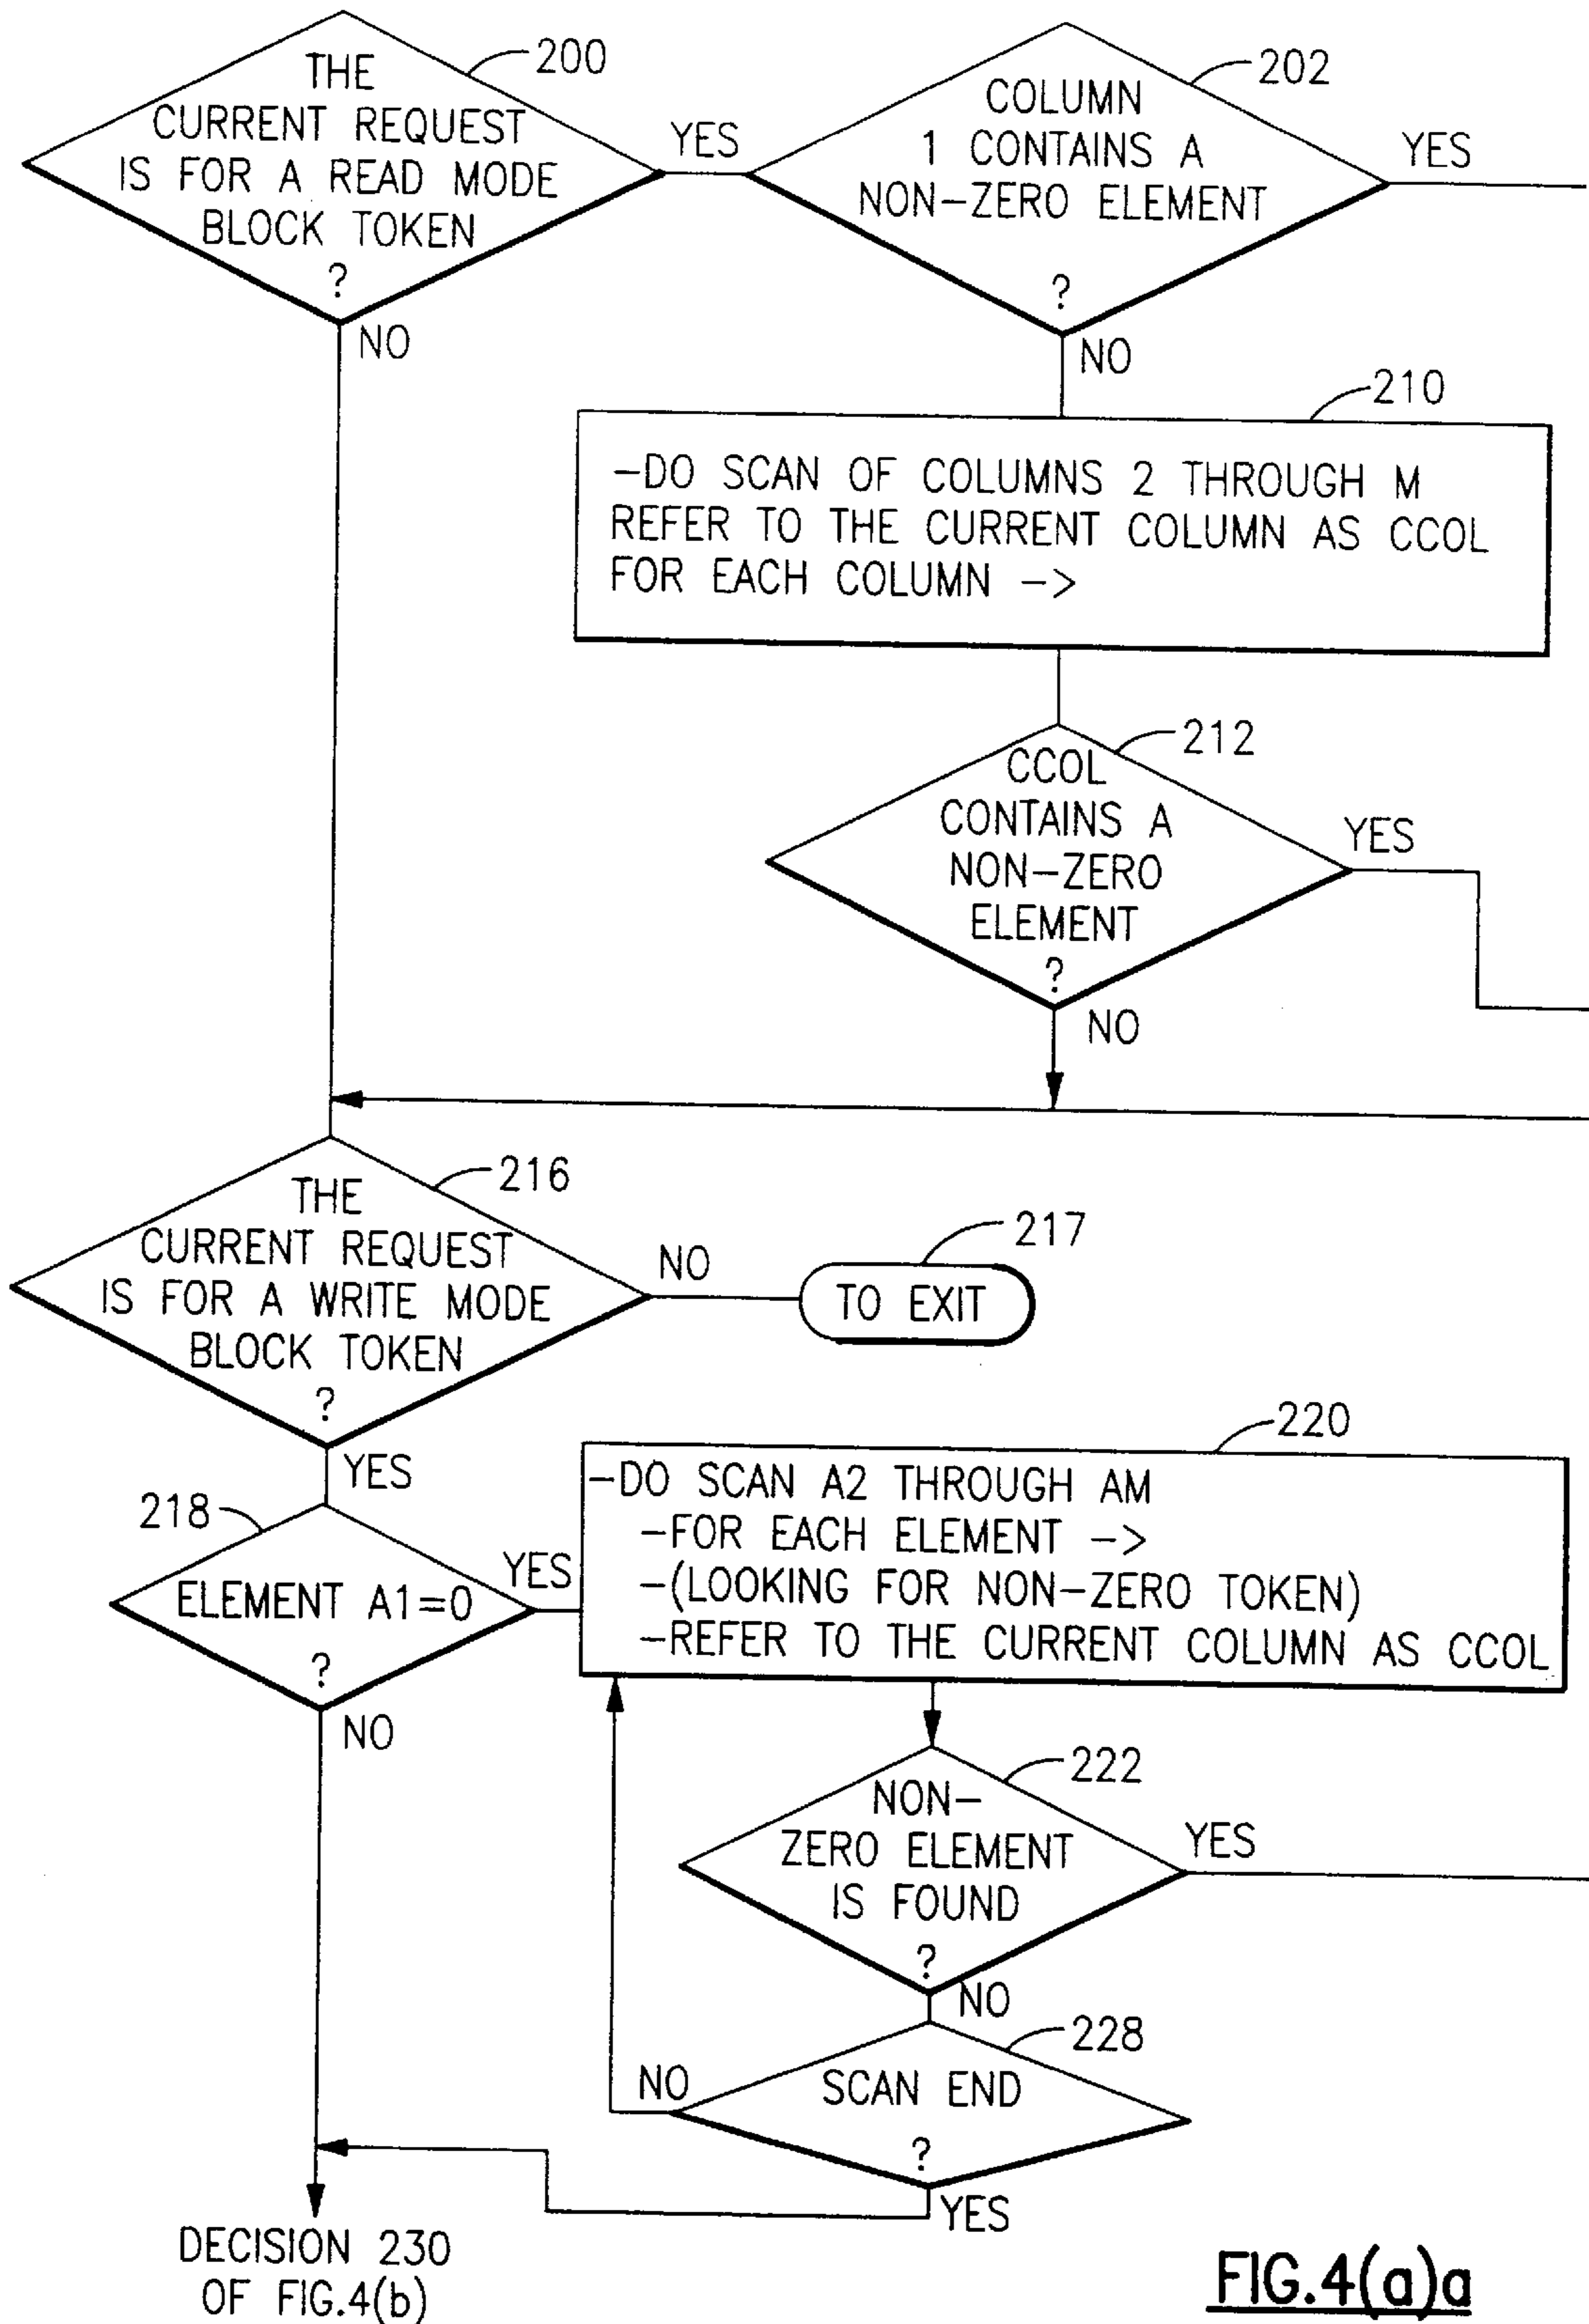 THE
CURRENT REQUEST
IS FOR A READ MODE
BLOCK TOKEN
?
200
YES
NO
COLUMN
1 CONTAINS A
NON-ZERO ELEMENT
?
202
YES
NO
210
-DO SCAN OF COLUMNS 2 THROUGH M
REFER TO THE CURRENT COLUMN AS CCOL
FOR EACH COLUMN ->
212
CCOL
CONTAINS A
NON-ZERO
ELEMENT
?
YES
NO
216
THE
CURRENT REQUEST
IS FOR A WRITE MODE
BLOCK TOKEN
?
NO
217
TO EXIT
YES
218
ELEMENT A1=0
?
YES
NO
220
-DO SCAN A2 THROUGH AM
-FOR EACH ELEMENT ->
-(LOOKING FOR NON-ZERO TOKEN)
-REFER TO THE CURRENT COLUMN AS CCOL
222
NON-
ZERO ELEMENT
IS FOUND
?
YES
NO
228
SCAN END
?
NO
YES
DECISION 230
OF FIG.4(b)
FIG.4(a)a